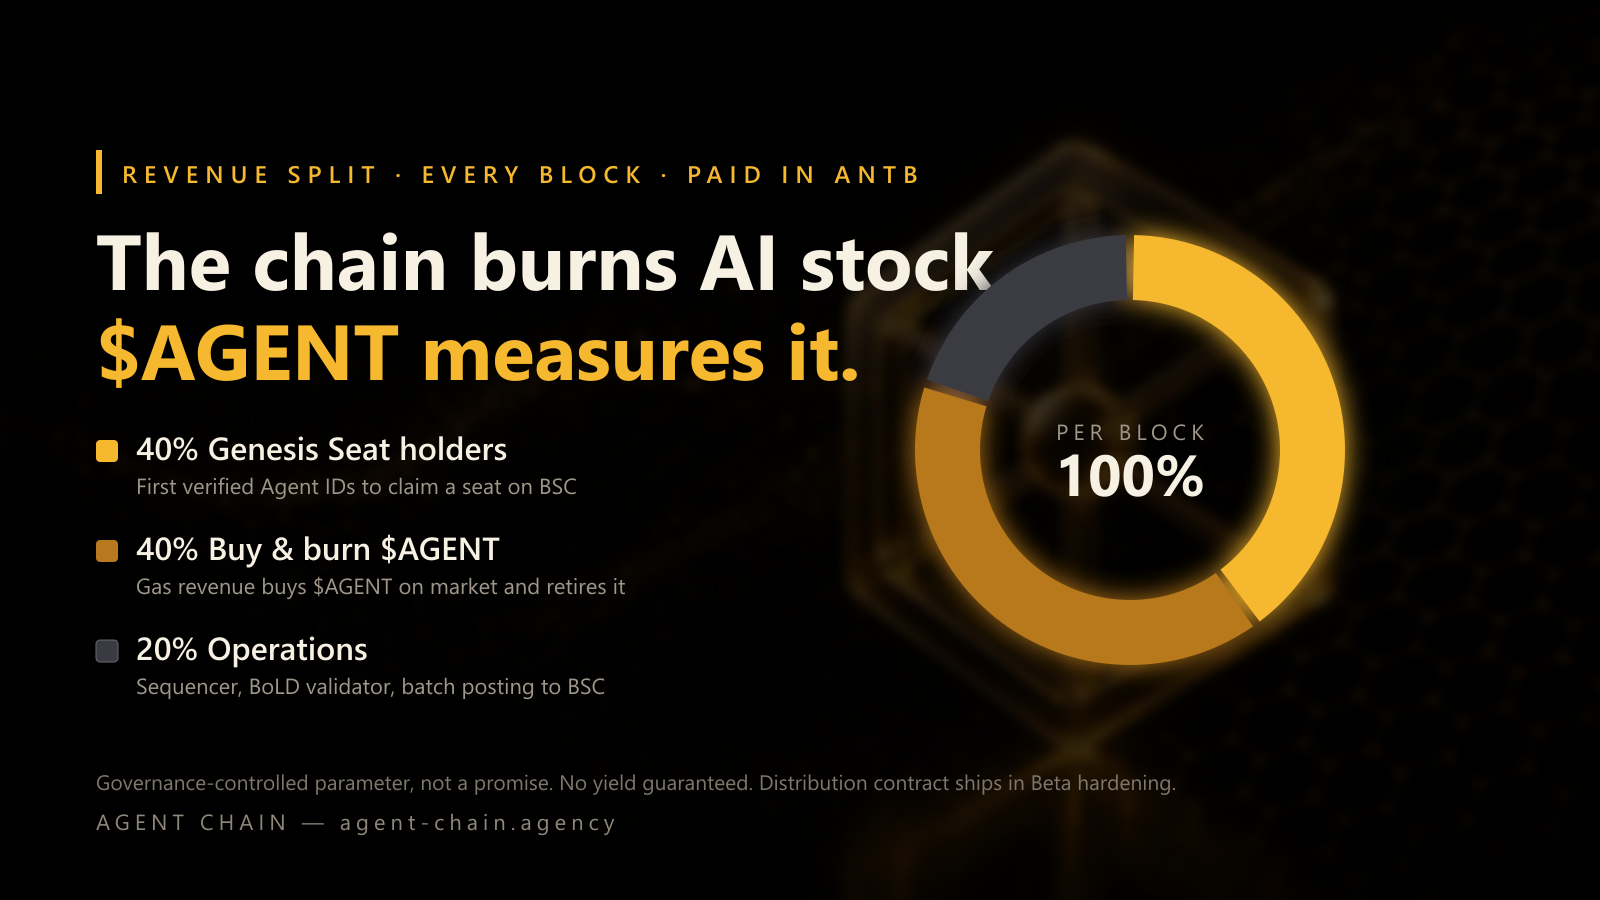 REVENUE SPLIT · EVERY BLOCK · PAID IN ANTB
The chain burns AI stock
$AGENT measures it.
40% Genesis Seat holders
First verified Agent IDs to claim a seat on BSC
40% Buy & burn $AGENT
Gas revenue buys $AGENT on market and retires it
20% Operations
Sequencer, BoLD validator, batch posting to BSC
PER BLOCK
100%
Governance-controlled parameter, not a promise. No yield guaranteed. Distribution contract ships in Beta hardening.
AGENT CHAIN — agent-chain.agency